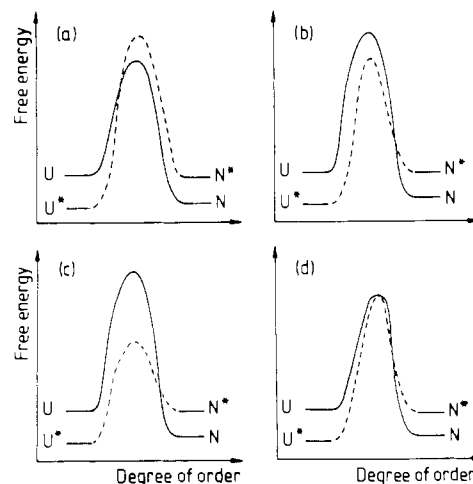 Free energy
(a)
U
U*
N*
N
(b)
U
U*
N*
N
Free energy
(c)
U
U*
N*
N
Degree of order
(d)
U
U*
N*
N
Degree of order